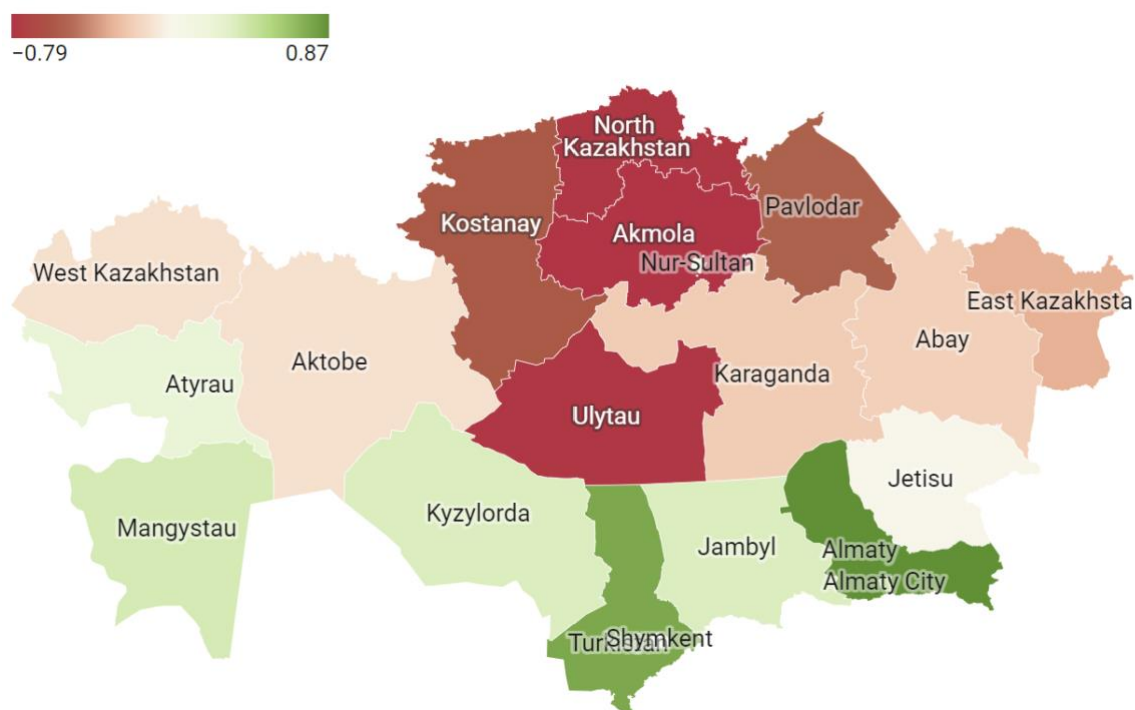 −0.79
0.87
North
Kazakhstan
Pavlodar
Kostanay
Akmola
Nur-Sultan
West Kazakhstan
East Kazakhsta
Abay
Aktobe
Karaganda
Atyrau
Ulytau
Jetisu
Kyzylorda
Mangystau
Jambyl
Almaty
Almaty City
Shymkent